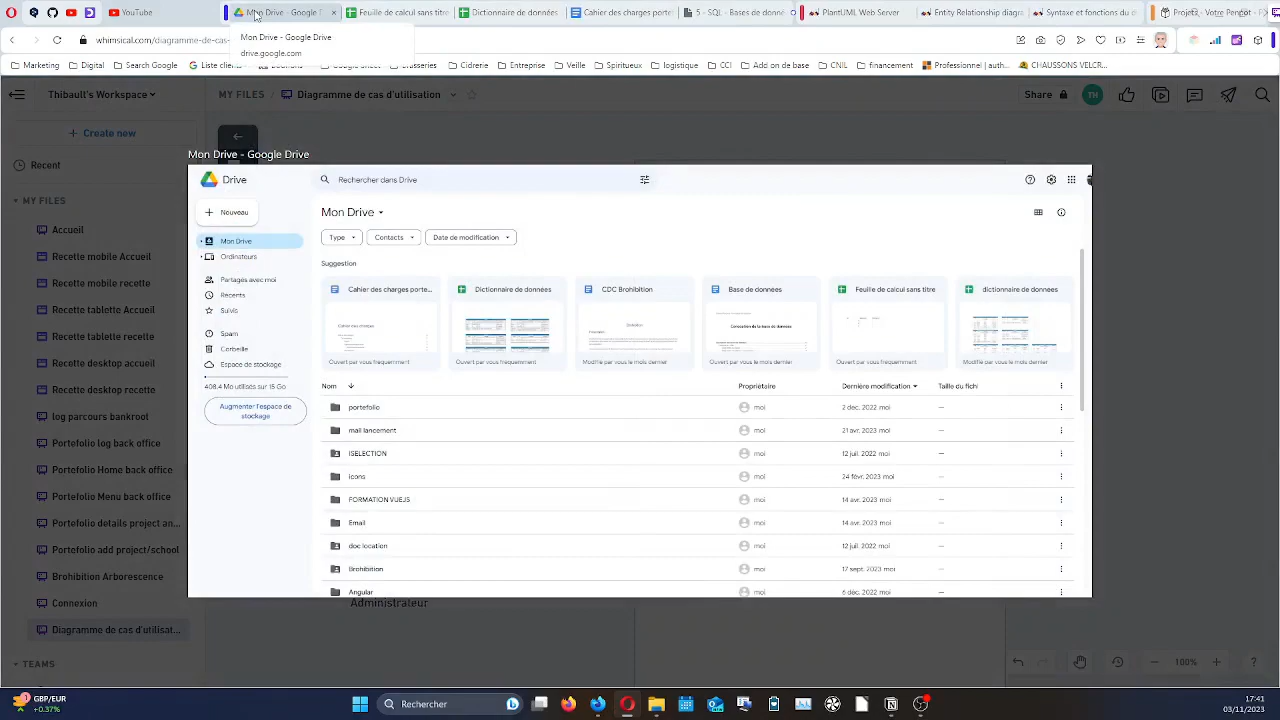 YouTube
Mon Drive - Google
Feuille de calcul sans titre
Dictionnaire de données
Cahier des charges porte
5 - SQL - Bases de donne
PlantUML Web Server
Entity Relationship diagra
Syntaxe et fonctions du d
Projets - Votre Penpot -
whimsical.com/diagramme-de-cas-
Mon Drive - Google Drive
drive.google.com
Marketing
Digital
Search Google
Cidrerie
Entreprise
Veille
Spiritueux
logistique
CCI
Add on de base
CNIL
financement
Professionnel | auth...
CHAUSSONS VELCR...
Thibault's Workspace
MY FILES / Diagramme de cas d'utilisation
Share
TH
+ Create new
Recent
MY FILES
Accueil
Recette mobile Accueil
Recette mobile recette
Recette tablette Accueil
Recette tablette recette
Recette desktop accueil
Recette desktop recette
log parcours bankroot
Portefolio log back office
Portefolio Home back office
Portefolio Menu back office
Portefolio details project an...
Portefolio add project/school
Brohibition Arborescence
Connexion
Diagramme de cas d'utilisat...
TEAMS
Mon Drive - Google Drive
Drive
Rechercher dans Drive
+ Nouveau
Mon Drive
Ordinateurs
Partagés avec moi
Récents
Suivis
Spam
Corbeille
Espace de stockage
408,4 Mo utilisés sur 15 Go
Augmenter l'espace de
stockage
Mon Drive
Type
Contacts
Date de modification
Suggestion
Cahier des charges porte...
Dictionnaire de données
CDC Brohibition
Base de données
Feuille de calcul sans titre
dictionnaire de données
Ouvert par vous fréquemment
Ouvert par vous fréquemment
Modifié par vous le mois dernier
Ouvert par vous le mois dernier
Ouvert par vous fréquemment
Modifié par vous le mois dernier
Nom
Propriétaire
Dernière modification
Taille du fichi
portefolio moi 2 déc. 2022 moi —
mail lancement moi 21 avr. 2023 moi —
ISELECTION moi 12 juil. 2022 moi —
icons moi 24 févr. 2023 moi —
FORMATION VUEJS moi 14 avr. 2023 moi —
Email moi 14 avr. 2023 moi —
doc location moi 12 juil. 2022 moi —
Brohibition moi 17 sept. 2023 moi —
Angular moi 6 déc. 2022 moi —
Administrateur
100%
GBP/EUR
+0.37%
Rechercher
17:41
03/11/2023